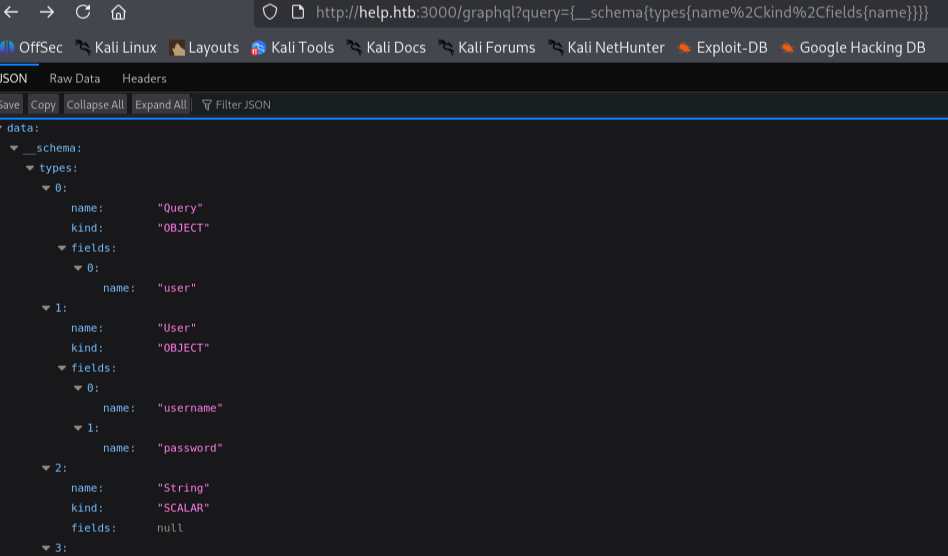 http://help.htb:3000/graphql?query={__schema{types{name%2Ckind%2Cfields{name}}}}
OffSec Kali Linux Layouts Kali Tools Kali Docs Kali Forums Kali NetHunter Exploit-DB Google Hacking DB
JSON Raw Data Headers
Save Copy Collapse All Expand All Filter JSON
data:
__schema:
types:
0:
name: "Query"
kind: "OBJECT"
fields:
0:
name: "user"
1:
name: "User"
kind: "OBJECT"
fields:
0:
name: "username"
1:
name: "password"
2:
name: "String"
kind: "SCALAR"
fields: null
3: